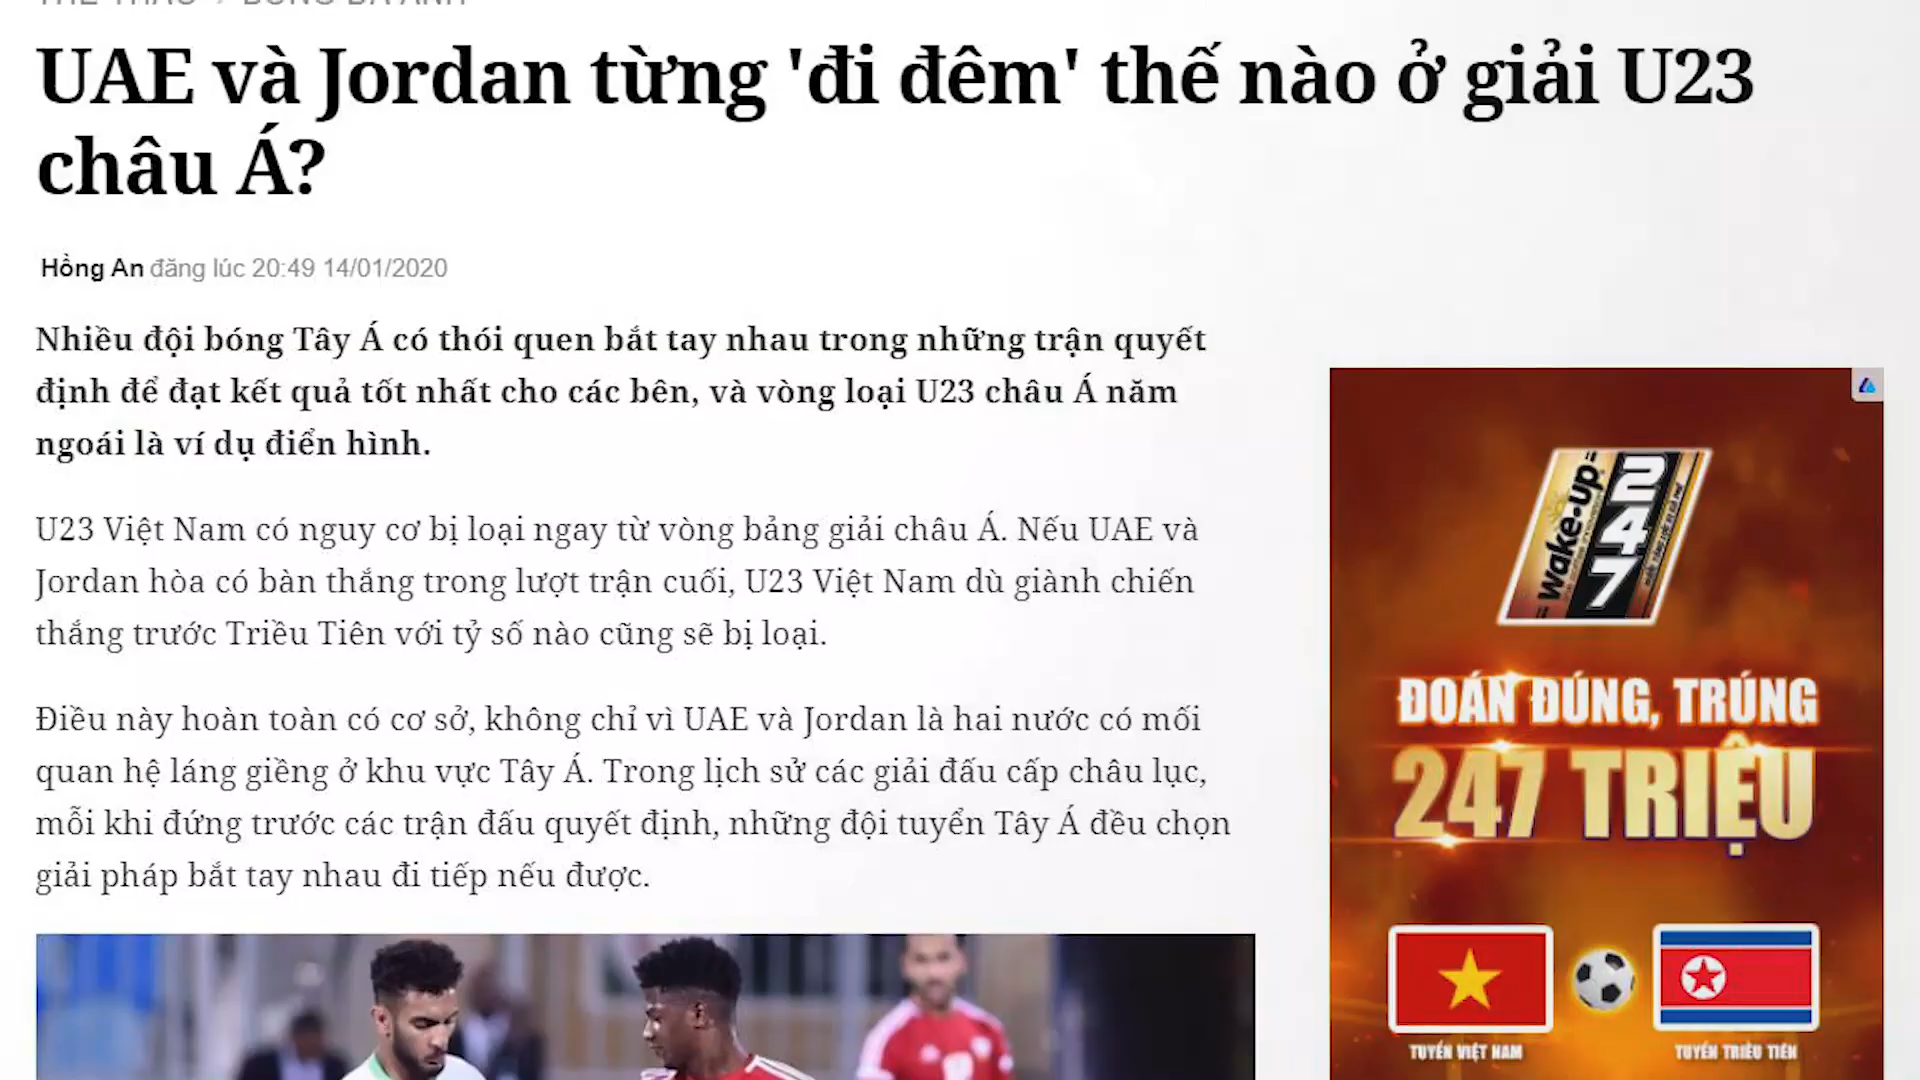 THỂ THAO / BÓNG ĐÁ ANH
UAE và Jordan từng 'đi đêm' thế nào ở giải U23
châu Á?
Hồng An đăng lúc 20:49 14/01/2020
Nhiều đội bóng Tây Á có thói quen bắt tay nhau trong những trận quyết
định để đạt kết quả tốt nhất cho các bên, và vòng loại U23 châu Á năm
ngoái là ví dụ điển hình.
U23 Việt Nam có nguy cơ bị loại ngay từ vòng bảng giải châu Á. Nếu UAE và
Jordan hòa có bàn thắng trong lượt trận cuối, U23 Việt Nam dù giành chiến
thắng trước Triều Tiên với tỷ số nào cũng sẽ bị loại.
Điều này hoàn toàn có cơ sở, không chỉ vì UAE và Jordan là hai nước có mối
quan hệ láng giềng ở khu vực Tây Á. Trong lịch sử các giải đấu cấp châu lục,
mỗi khi đứng trước các trận đấu quyết định, những đội tuyển Tây Á đều chọn
giải pháp bắt tay nhau đi tiếp nếu được.
Wake-up
247
ĐOÁN ĐÚNG, TRÚNG
247 TRIỆU
TUYỂN VIỆT NAM
TUYỂN TRIỀU TIÊN